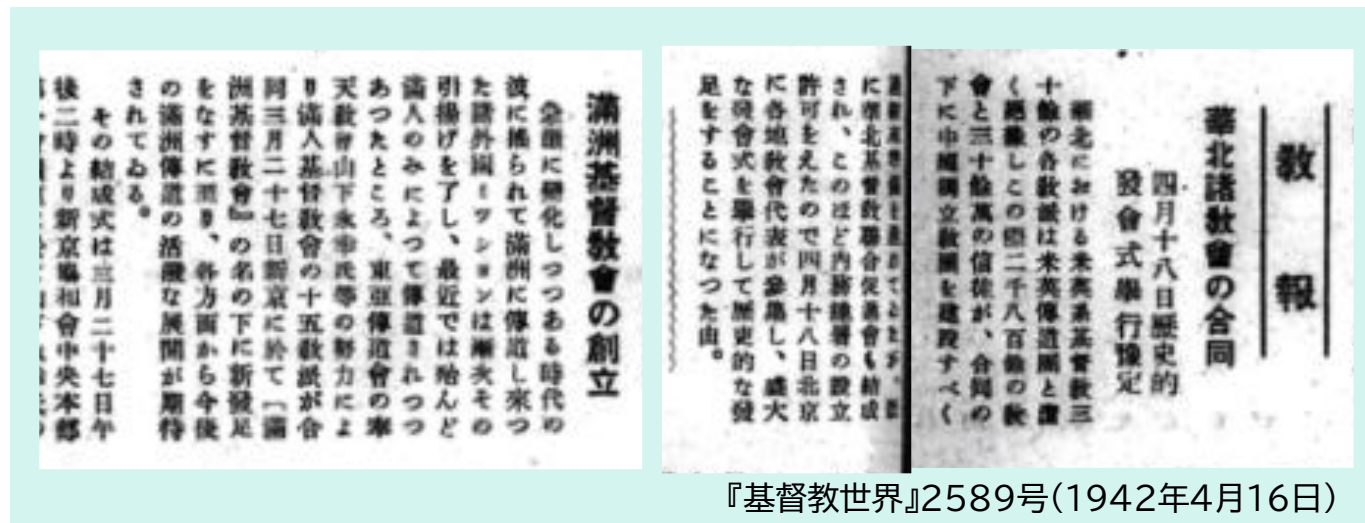 教報
華北諸教會の合同
四月十八日歷史的
發會式擧行豫定
華北における米英系基督教三
十餘の各教派は米英傳道團と潔
く絕緣しこの程二千八百餘の教
會と三十餘萬の信徒が、合同の
下に中國獨立教團を建設すべく
に華北基督教聯合促進會も結成
され、このほど內務總署の設立
許可をえたので四月十八日北京
に各地教會代表が參集し、盛大
な發會式を擧行して歷史的な發
足をすることになつた由。
滿洲基督教會の創立
急激に變化しつつある時代の
波に搖られて滿洲に傳道し來つ
た諸外國ミッションは漸次その
引揚げを了し、最近では殆んど
滿人のみによつて傳道されつつ
あつたところ、東亞傳道會の奉
天教會山下永幸氏等の努力によ
り滿人基督教會の十五教派が合
同三月二十七日新京に於て「滿
洲基督教會』の名の下に新發足
をなすに至り、各方面から今後
の滿洲傳道の活潑な展開が期待
されてゐる。
その結成式は三月二十七日午
後二時より新京協和會中央本部
『基督教世界』2589号(1942年4月16日)